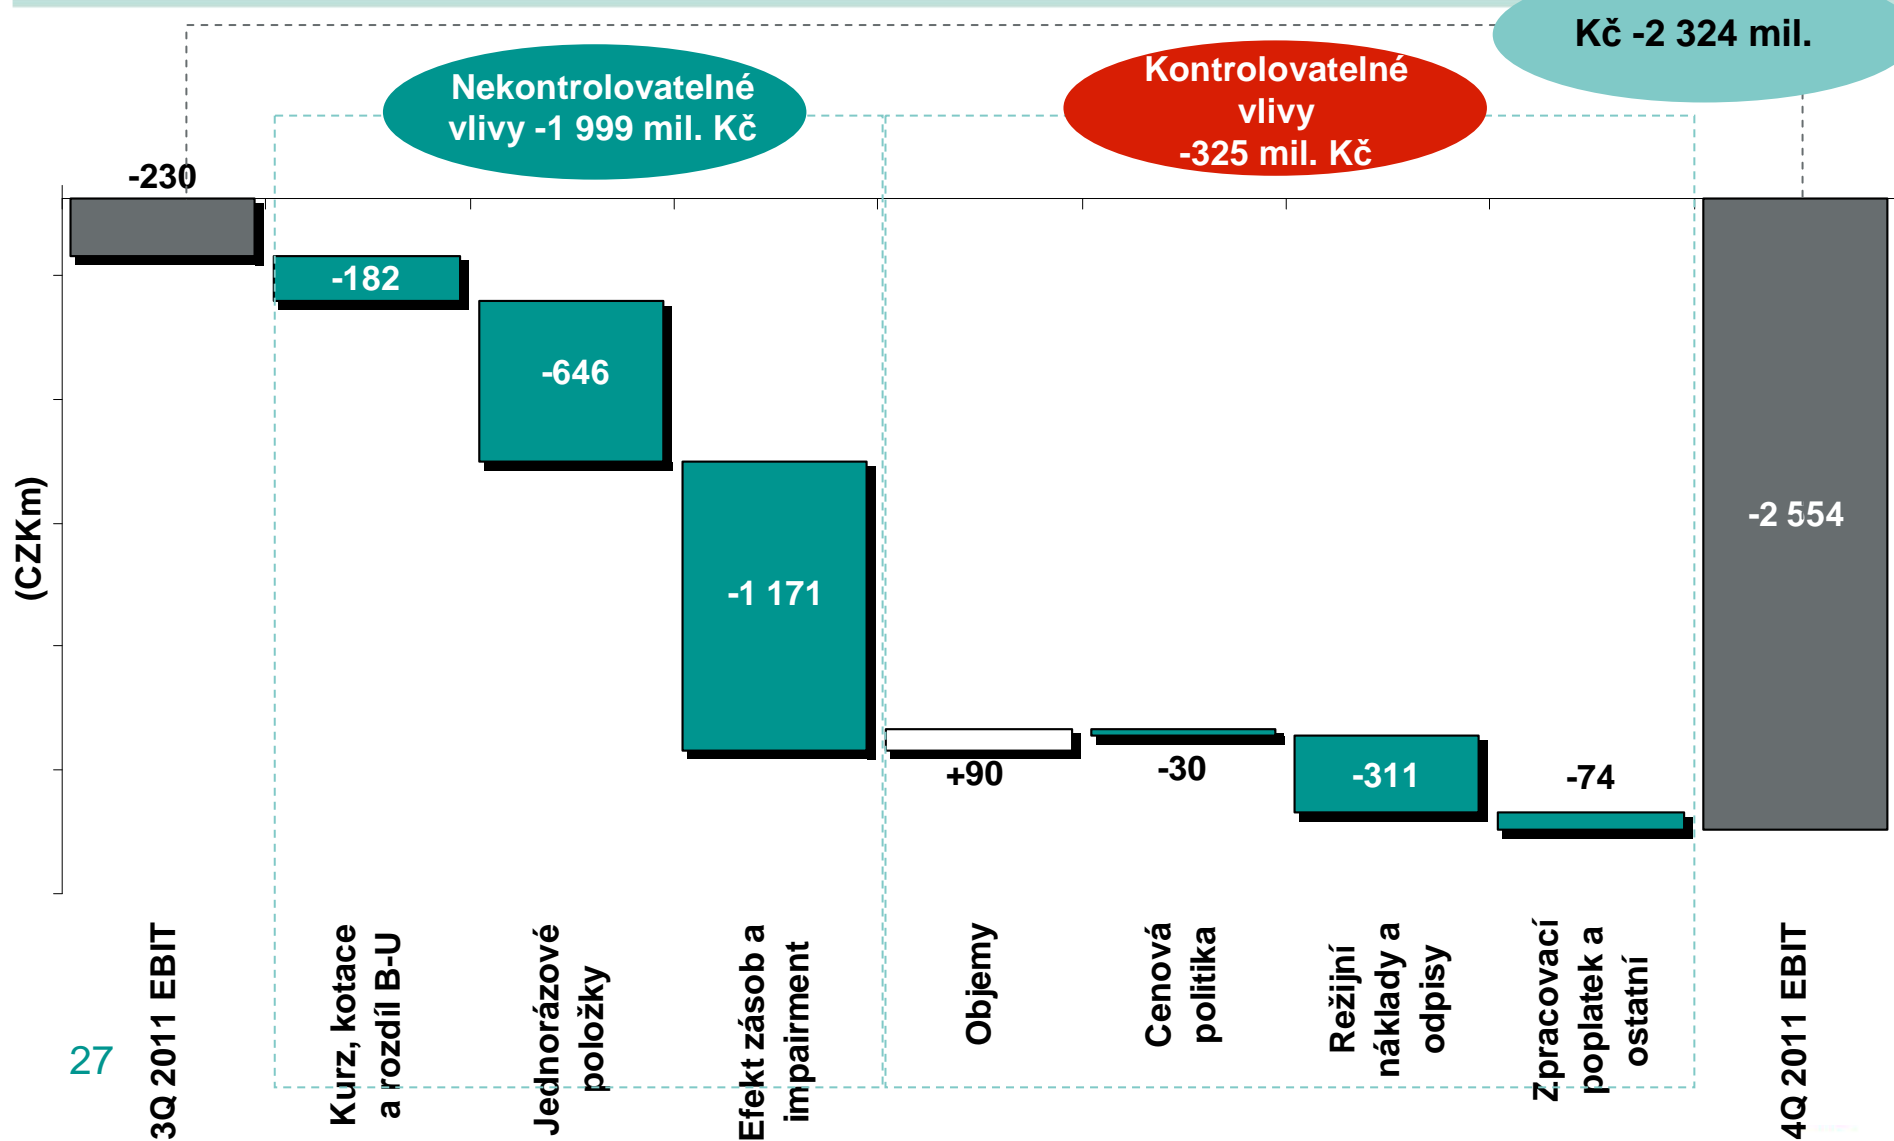 Kč -2 324 mil.
Nekontrolovatelné
vlivy -1 999 mil. Kč
Kontrolovatelné
vlivy
-325 mil. Kč
-230
-182
-646
-1 171
+90
-30
-311
-74
-2 554
(CZKm)
3Q 2011 EBIT
Kurz, kotace
a rozdíl B-U
Jednorázové
položky
Efekt zásob a
impairment
Objemy
Cenová
politika
Režijní
náklady a
odpisy
Zpracovací
poplatek a
ostatní
4Q 2011 EBIT
27